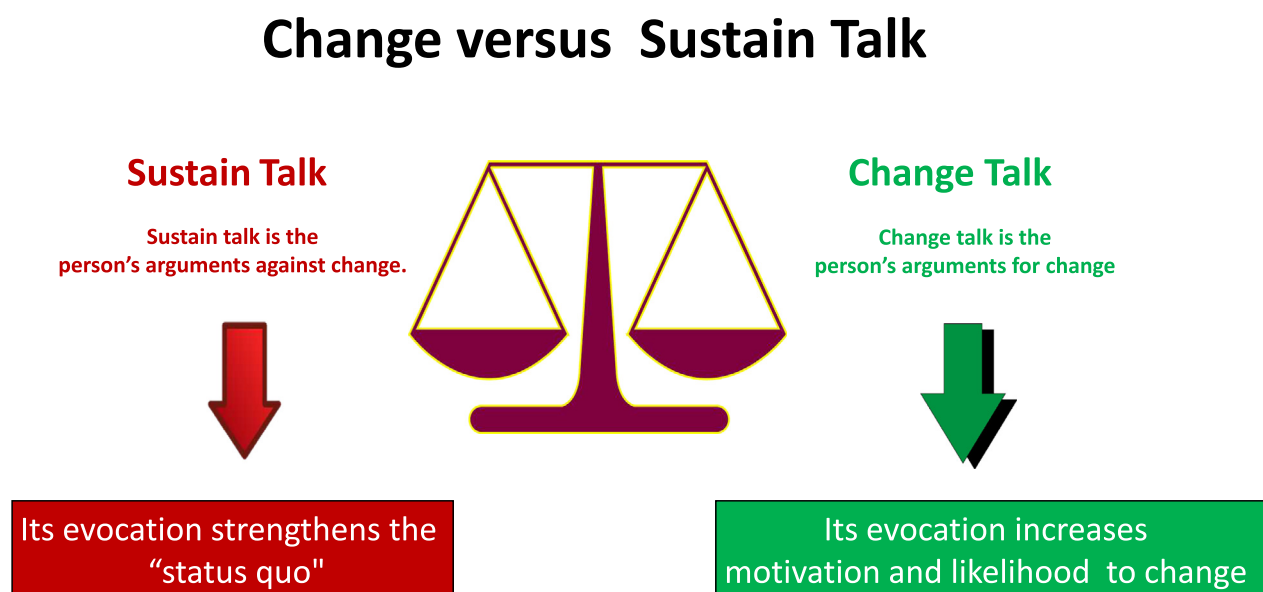 Change versus  Sustain Talk
Sustain Talk
Sustain talk is the
person’s arguments against change.
Its evocation strengthens the
“status quo"
Change Talk
Change talk is the
person’s arguments for change
Its evocation increases
motivation and likelihood  to change